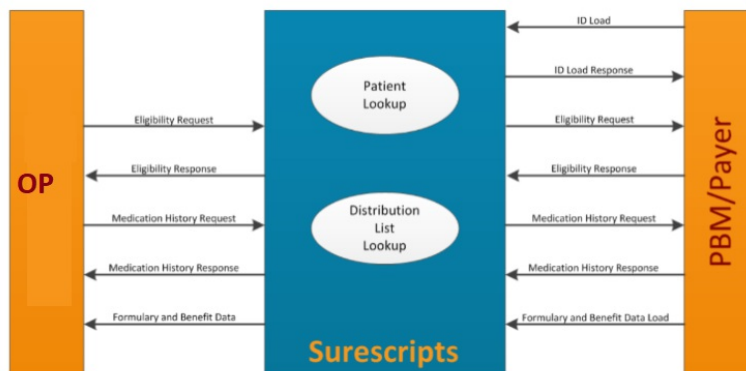 ID Load
ID Load Response
Patient
Lookup
Eligibility Request
Eligibility Request
Eligibility Response
Eligibility Response
OP
PBM/Payer
Distribution
List
Lookup
Medication History Request
Medication History Request
Medication History Response
Medication History Response
Formulary and Benefit Data
Formulary and Benefit Data Load
Surescripts